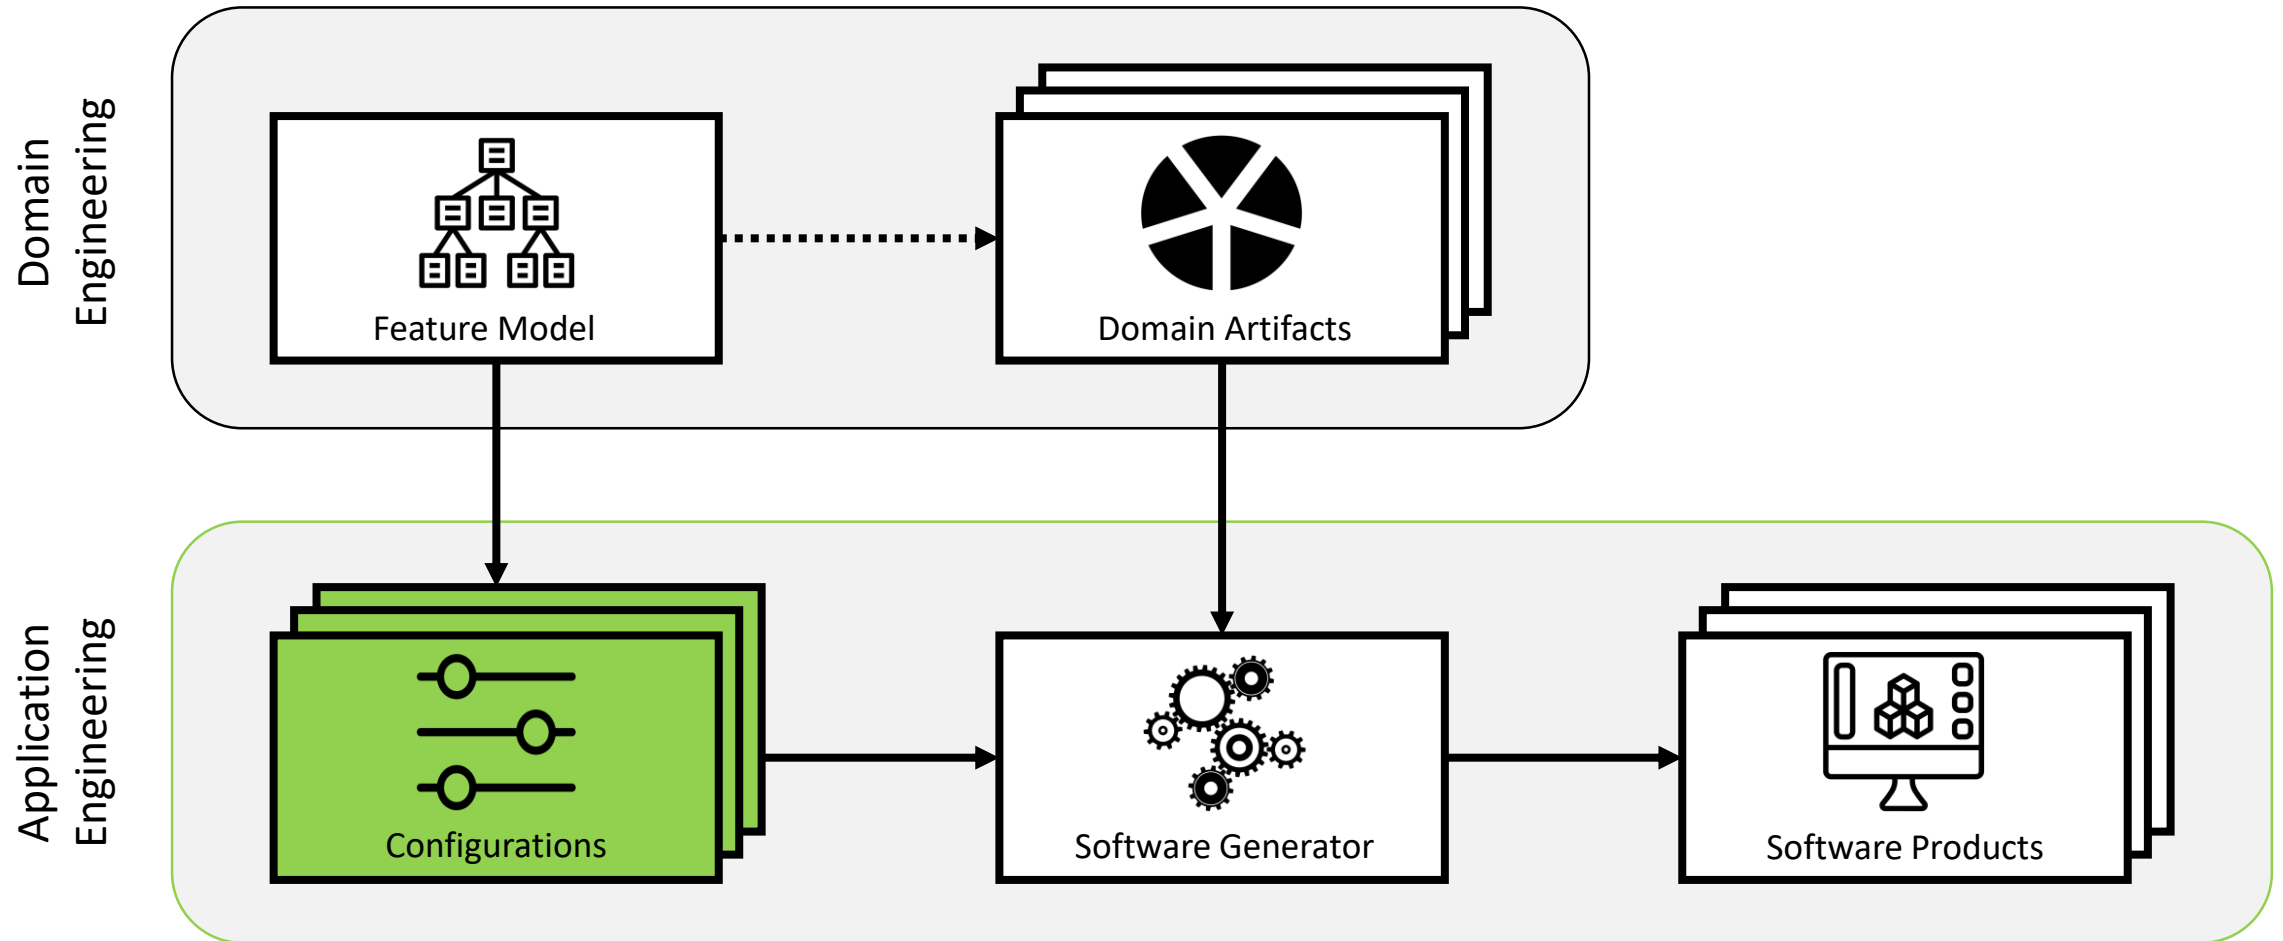 Domain
Engineering
Feature Model
Domain Artifacts
Application
Engineering
Configurations
Software Generator
Software Products